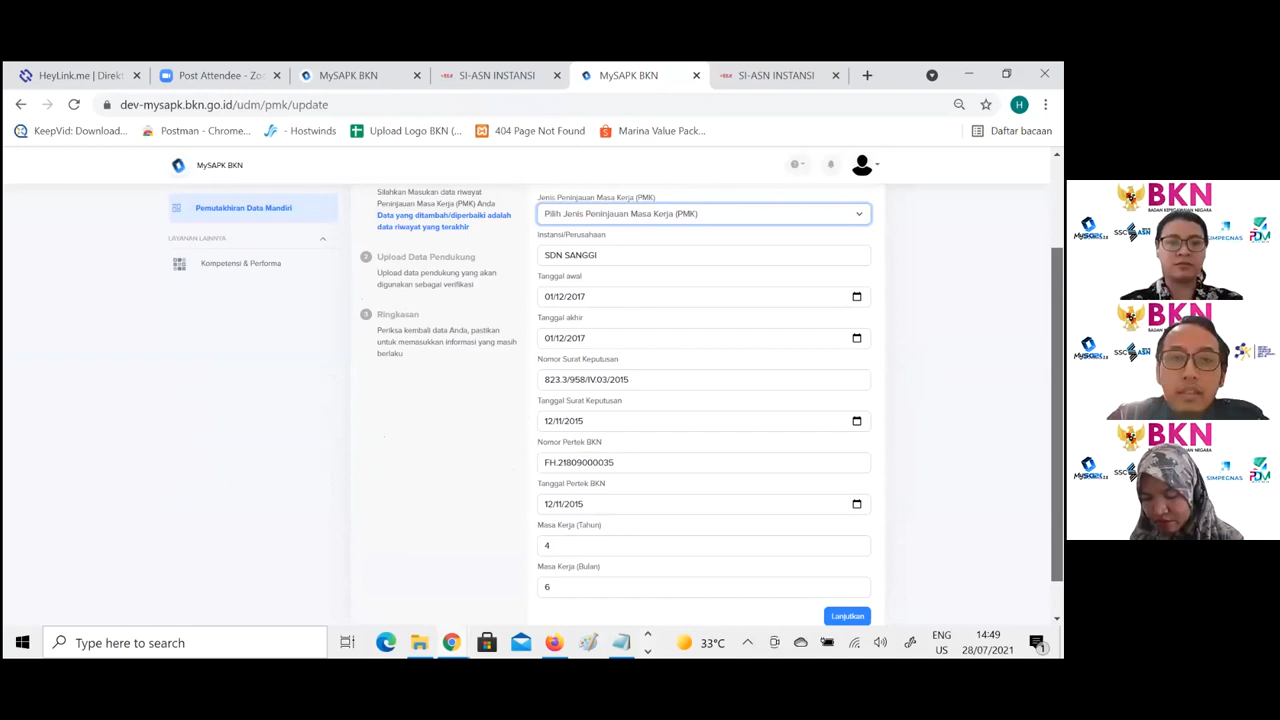 HeyLink.me | Direkt
Post Attendee - Zoo
MySAPK BKN
SI-ASN INSTANSI
MySAPK BKN
SI-ASN INSTANSI
dev-mysapk.bkn.go.id/udm/pmk/update
H
KeepVid: Download...
Postman - Chrome...
- Hostwinds
Upload Logo BKN (...
404 Page Not Found
Marina Value Pack...
Daftar bacaan
MySAPK BKN
Pemutakhiran Data Mandiri
LAYANAN LAINNYA
Kompetensi & Performa
Silahkan Masukan data riwayat
Peninjauan Masa Kerja (PMK) Anda
Data yang ditambah/diperbaiki adalah
data riwayat yang terakhir
2 Upload Data Pendukung
Upload data pendukung yang akan
digunakan sebagai verifikasi
3 Ringkasan
Periksa kembali data Anda, pastikan
untuk memasukkan informasi yang masih
berlaku
Jenis Peninjauan Masa Kerja (PMK)
Pilih Jenis Peninjauan Masa Kerja (PMK)
Instansi/Perusahaan
SDN SANGGI
Tanggal awal
01/12/2017
Tanggal akhir
01/12/2017
Nomor Surat Keputusan
823.3/958/IV.03/2015
Tanggal Surat Keputusan
12/11/2015
Nomor Pertek BKN
FH.21809000035
Tanggal Pertek BKN
12/11/2015
Masa Kerja (Tahun)
4
Masa Kerja (Bulan)
6
Lanjutkan
Type here to search
33°C
ENG
US
14:49
28/07/2021
1
BKN
BADAN KEPEGAWAIAN NEGARA
SIMPEGNAS
BKN
BKN
SIMPEGNAS